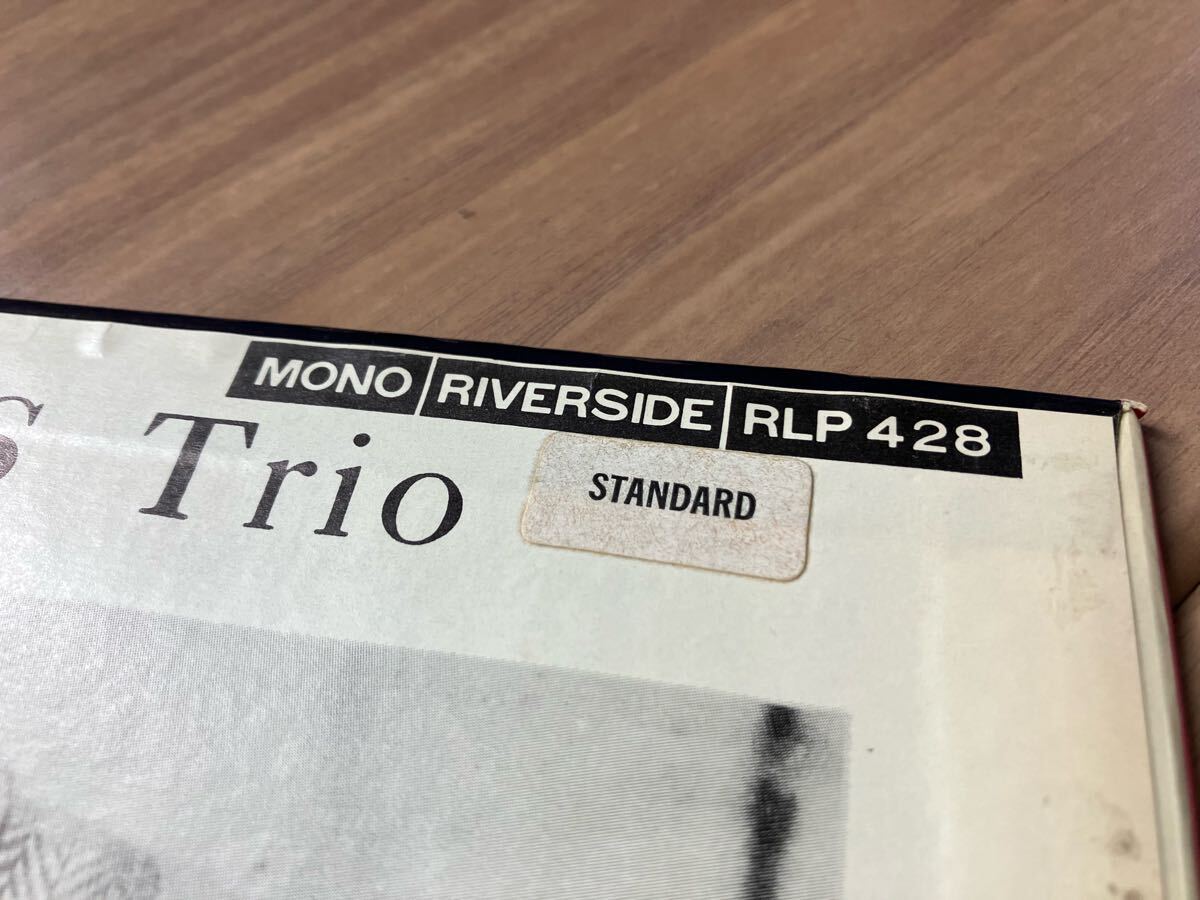 MONO RIVERSIDE RLP 428
S Trio
STANDARD